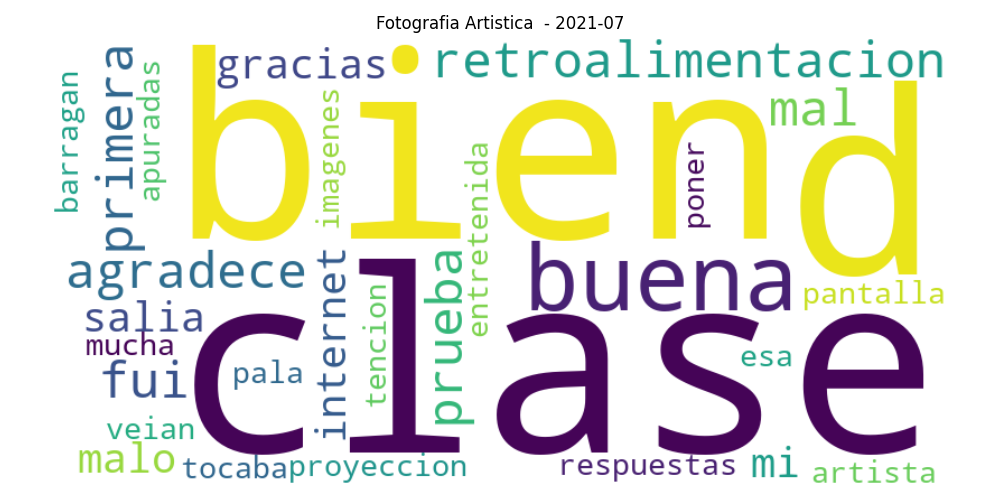 Fotografia Artistica - 2021-07
bien
d
clase
gracias
retroalimentacion
mal
barragan
primera
apuradas
imagenes
entretenida
poner
agradece
buena
pantalla
salia
mucha
fui
pala
internet
tencion
prueba
esa
veian
malo
tocaba
proyeccion
respuestas
mi
artista